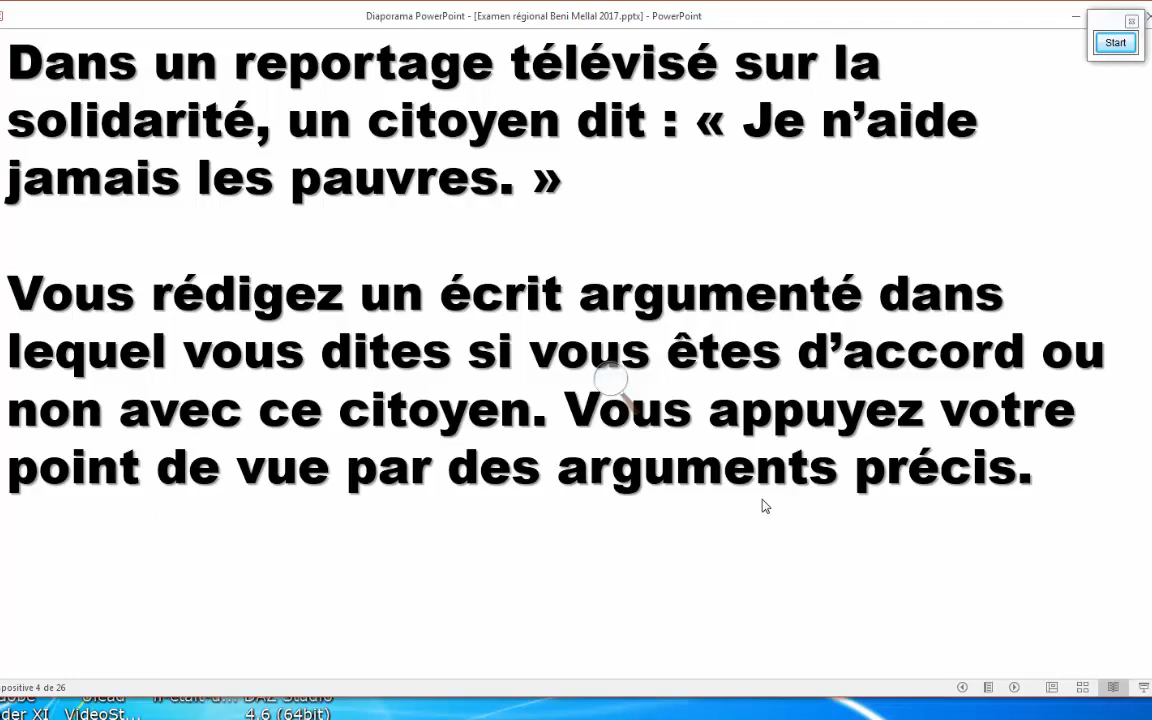 Diaporama PowerPoint - [Examen régional Beni Mellal 2017.pptx] - PowerPoint
Start
Dans un reportage télévisé sur la
solidarité, un citoyen dit : « Je n’aide
jamais les pauvres. »
Vous rédigez un écrit argumenté dans
lequel vous dites si vous êtes d’accord ou
non avec ce citoyen. Vous appuyez votre
point de vue par des arguments précis.
positive 4 de 26
der XI VideoSt... 4.6 (64bit)